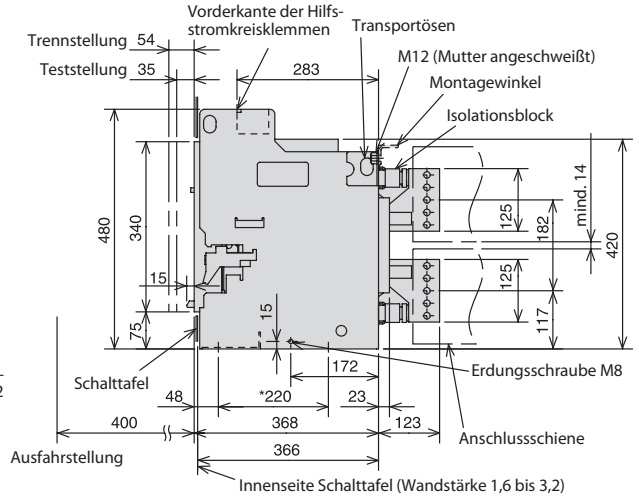 Vorderkante der Hilfs-
stromkreisklemmen
Transportösen
Trennstellung 54
M12 (Mutter angeschweißt)
Teststellung 35
283
Montagewinkel
Isolationsblock
mind. 14
480
340
125
182
420
15
125
75
15
117
172
Erdungsschraube M8
Schalttafel
2
48
*220
23
400
368
123
Anschlussschiene
Ausfahrstellung
366
Innenseite Schalttafel (Wandstärke 1,6 bis 3,2)